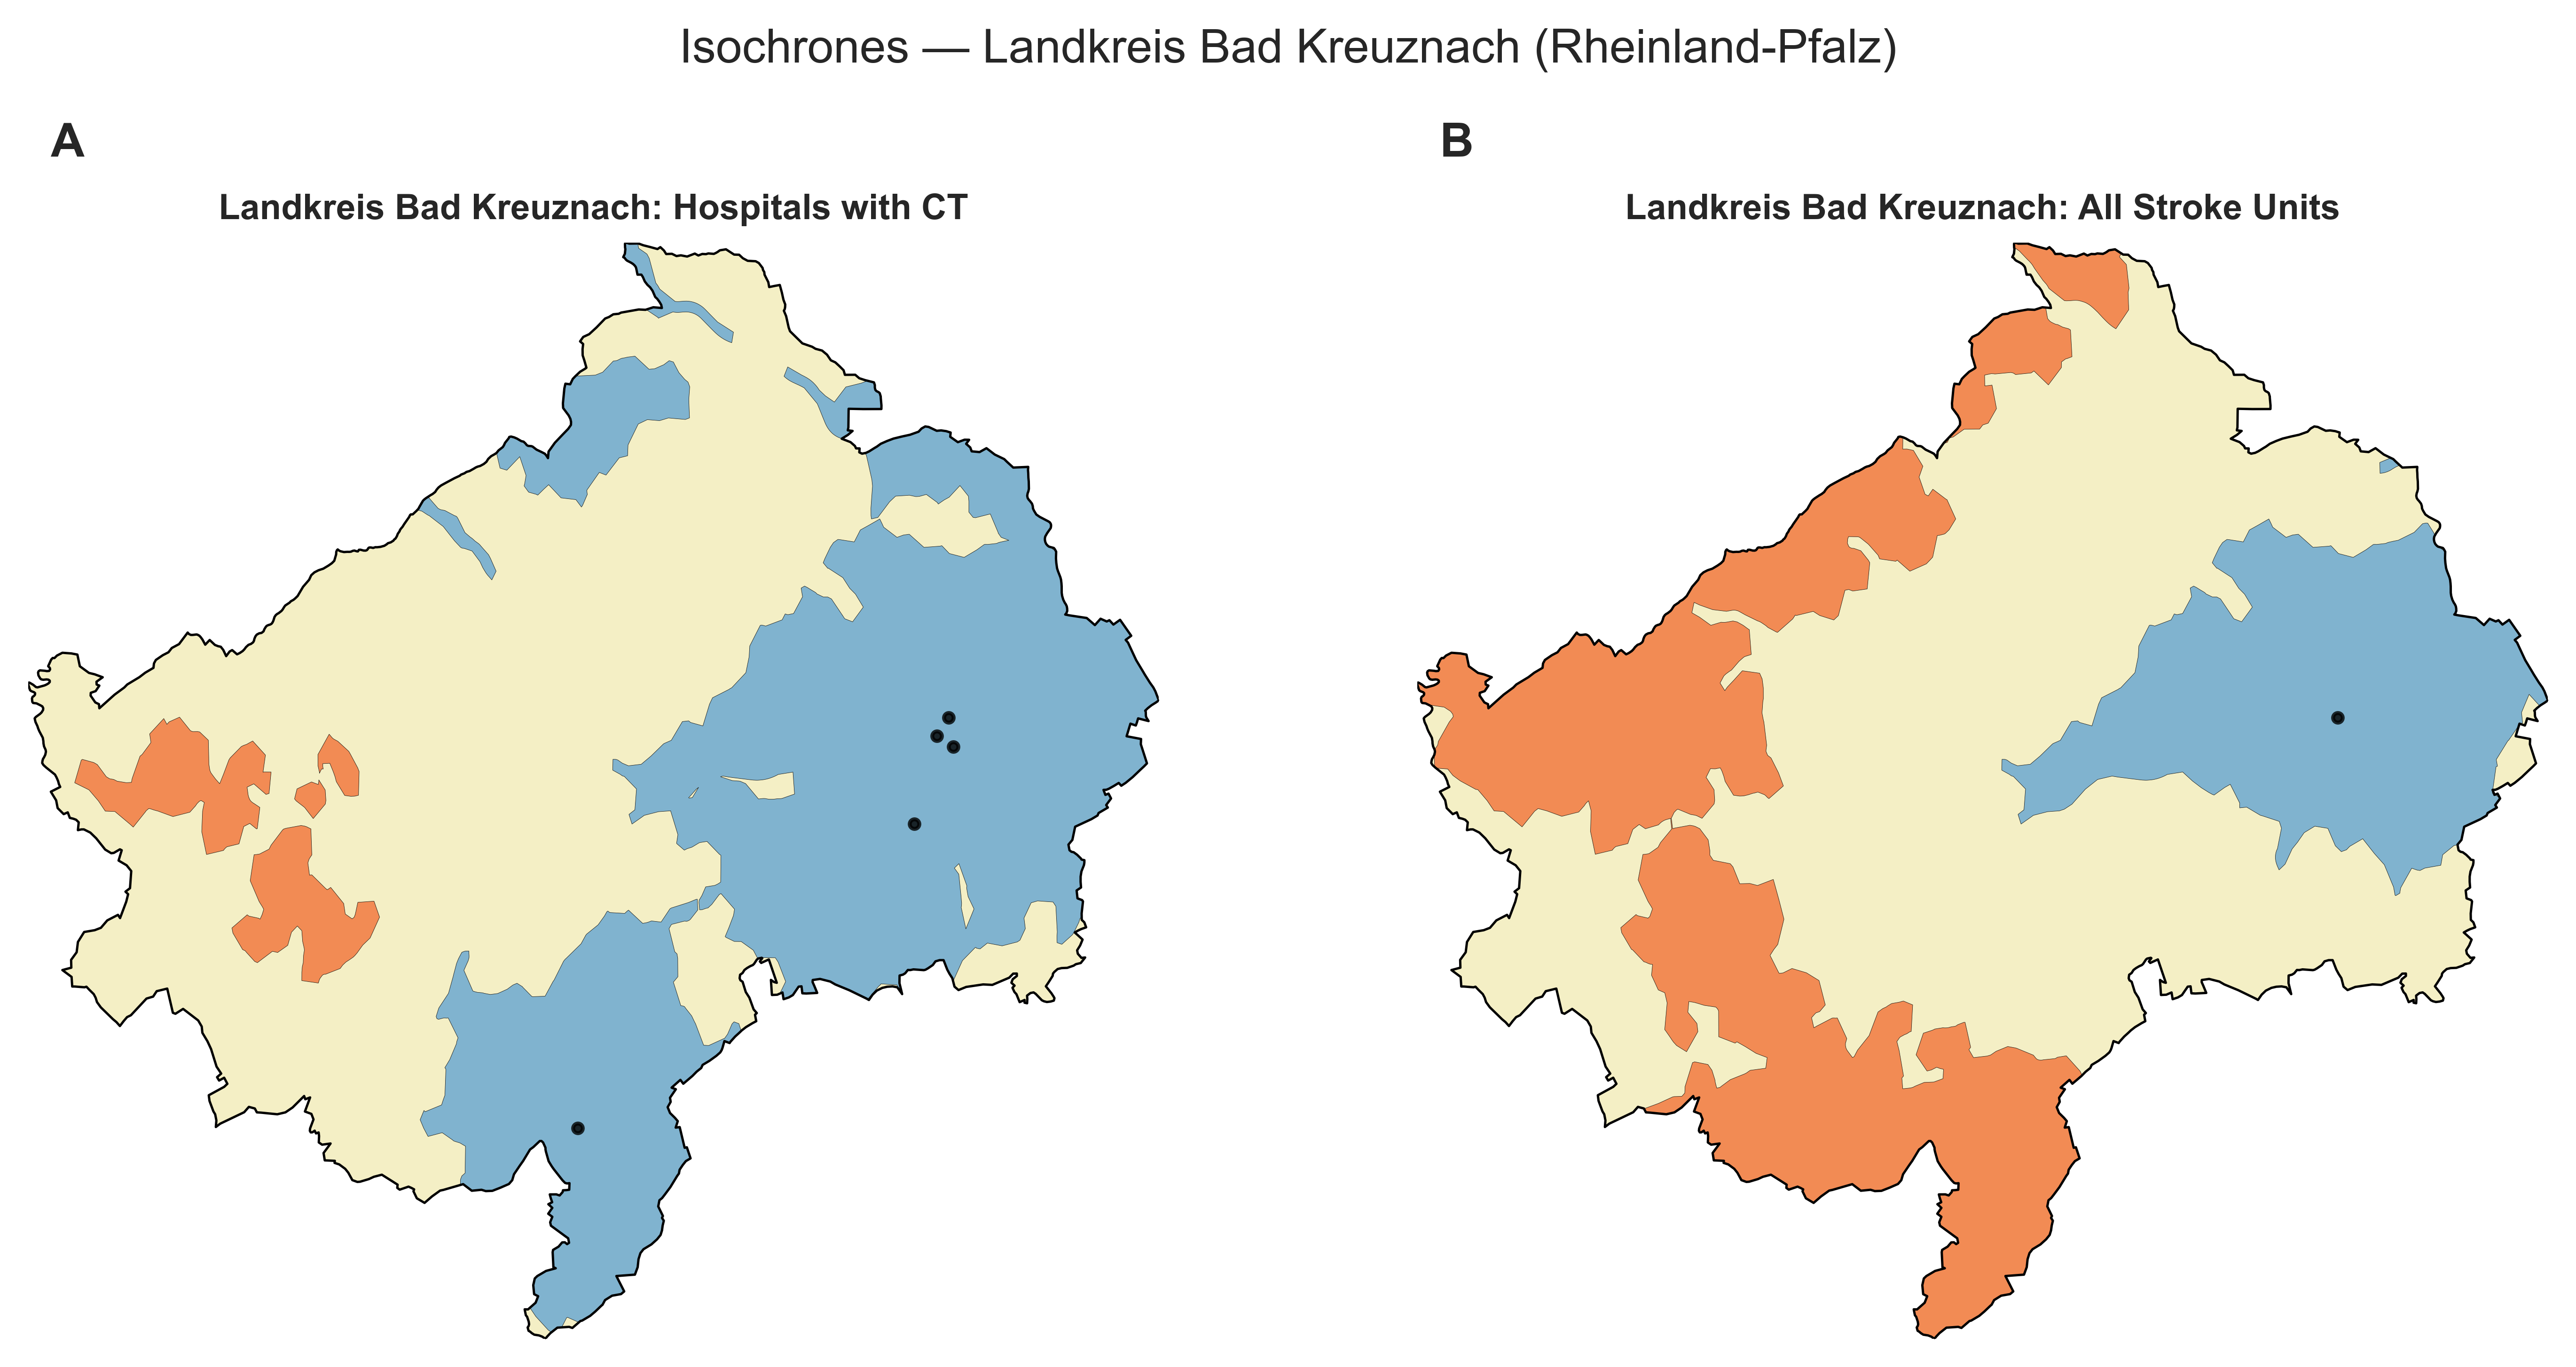 Isochrones — Landkreis Bad Kreuznach (Rheinland-Pfalz)
A
B
Landkreis Bad Kreuznach: Hospitals with CT
Landkreis Bad Kreuznach: All Stroke Units